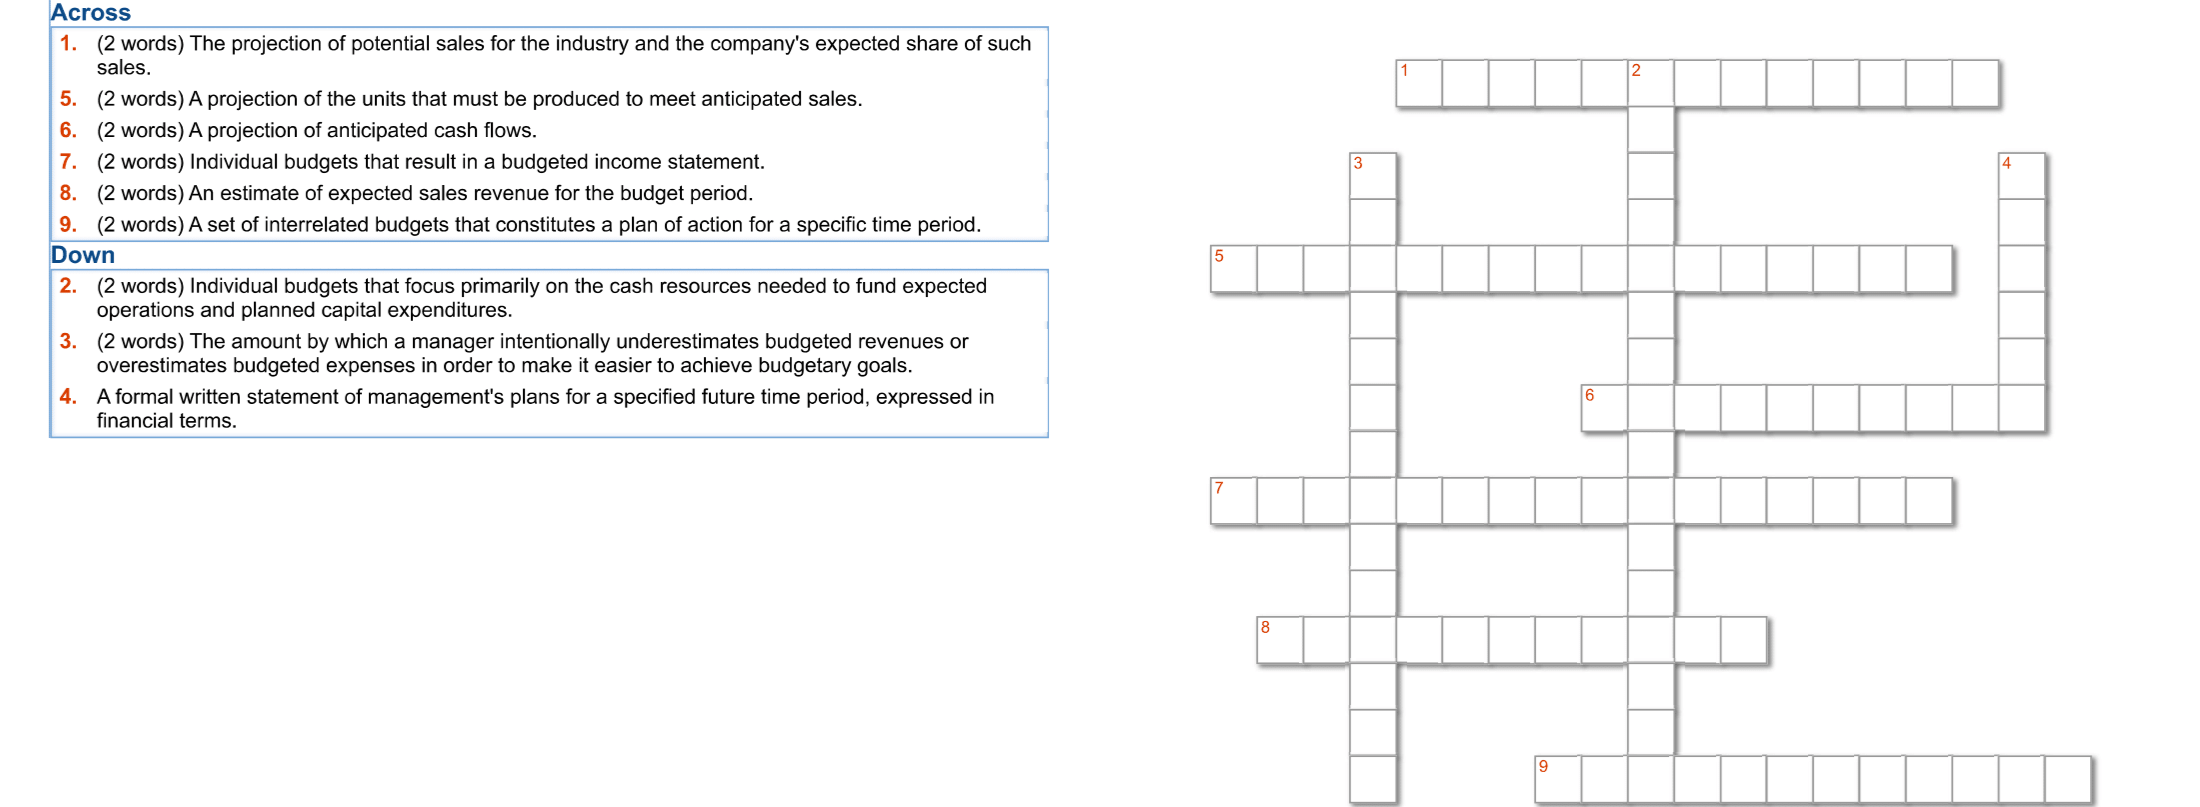 Across
1. (2 words) The projection of potential sales for the industry and the company's expected share of such
sales.
5. (2 words) A projection of the units that must be produced to meet anticipated sales.
6. (2 words) A projection of anticipated cash flows.
7. (2 words) Individual budgets that result in a budgeted income statement.
8. (2 words) An estimate of expected sales revenue for the budget period.
9. (2 words) A set of interrelated budgets that constitutes a plan of action for a specific time period.
Down
2. (2 words) Individual budgets that focus primarily on the cash resources needed to fund expected
operations and planned capital expenditures.
3. (2 words) The amount by which a manager intentionally underestimates budgeted revenues or
overestimates budgeted expenses in order to make it easier to achieve budgetary goals.
4. A formal written statement of management's plans for a specified future time period, expressed in
financial terms.
1 2
3 4
5
6
7
8
9